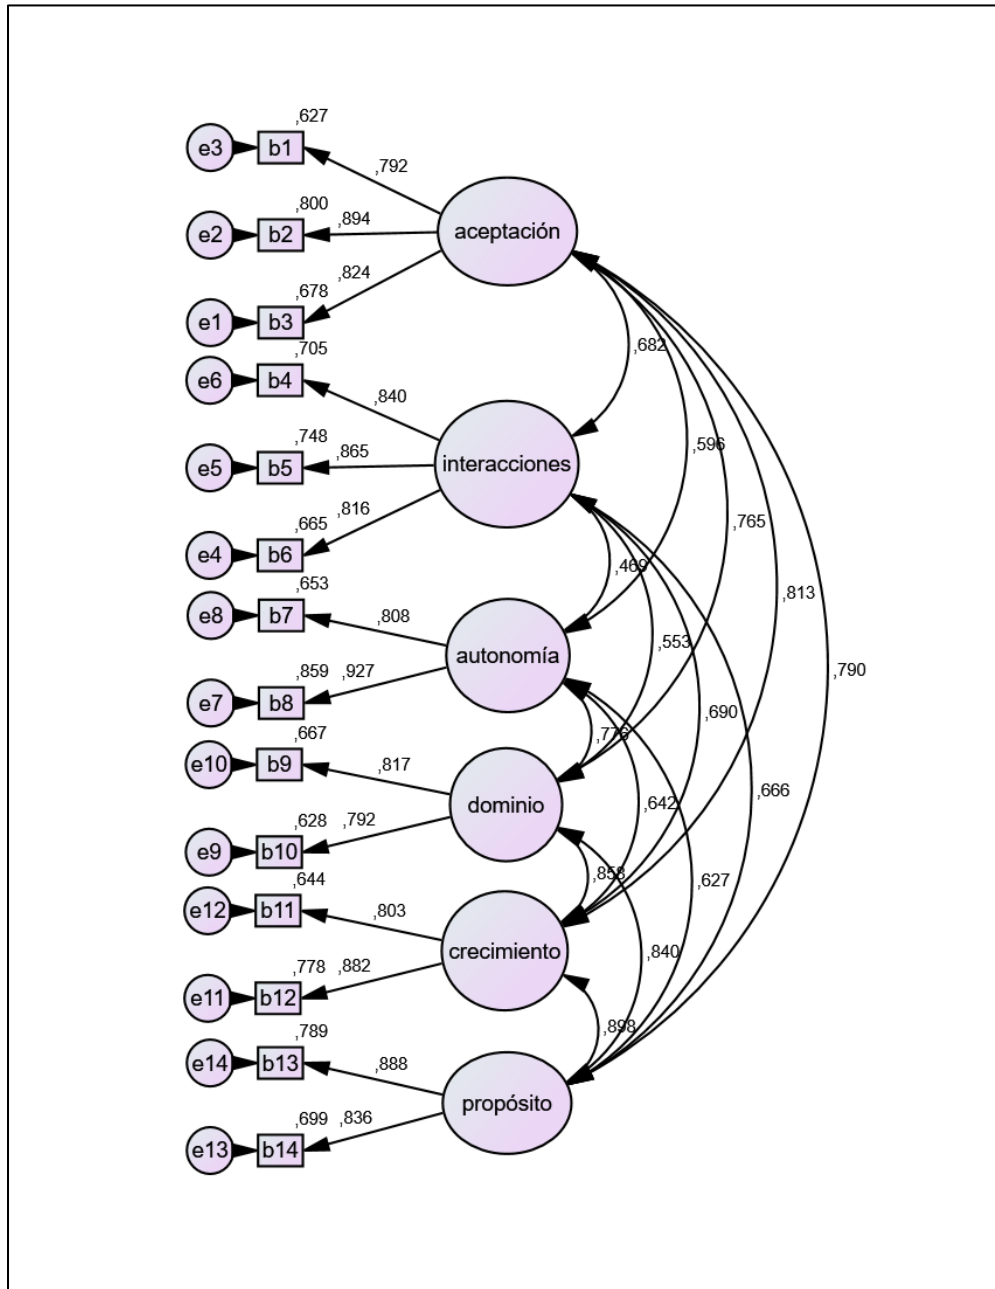 ,627
e3 b1
,792
,800
,894
e2 b2
aceptación
,824
,678
e1 b3
,682
,705
e6 b4
,840
,596
,748
,865
interacciones
e5 b5
,765
,816
,665
e4 b6
,469
,813
,653
e8 b7
,808
,553
autonomía
,859 ,927
,790
e7 b8
,690
,776
,667
e10 b9
,817
,666
,642
dominio
,628 ,792
e9 b10
,858
,627
,644
e12 b11
,803
crecimiento
,840
,778 ,882
e11 b12
,898
,789
e14 b13
,888
propósito
,699 ,836
e13 b14